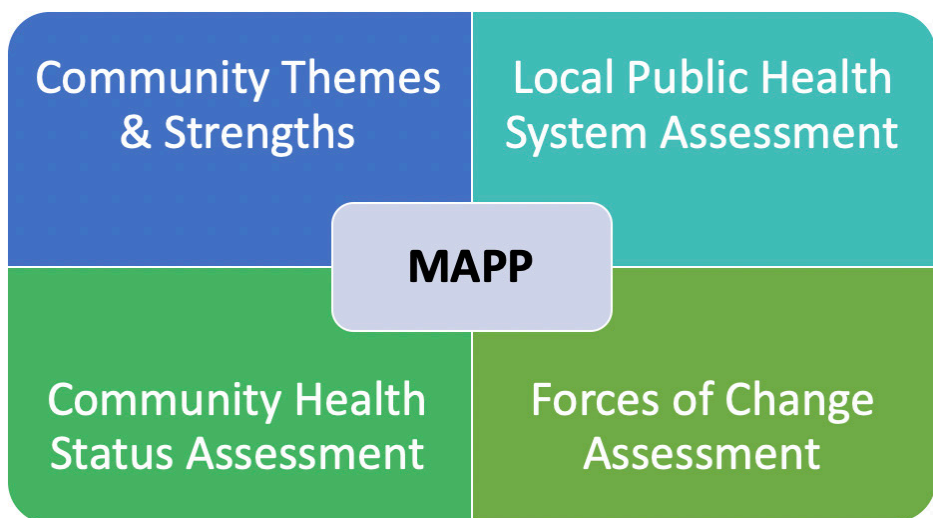 Community Themes
& Strengths
Local Public Health
System Assessment
MAPP
Community Health
Status Assessment
Forces of Change
Assessment